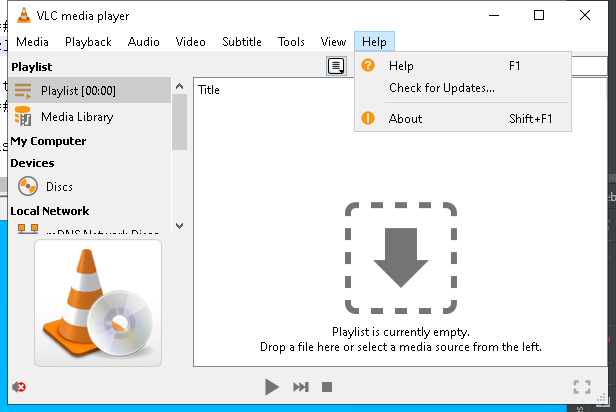 VLC media player
Media Playback Audio Video Subtitle Tools View Help
Playlist
Playlist [00:00]
Media Library
My Computer
Devices
Discs
Local Network
mDNS Network Disco
Title
Help F1
Check for Updates...
About Shift+F1
Playlist is currently empty.
Drop a file here or select a media source from the left.